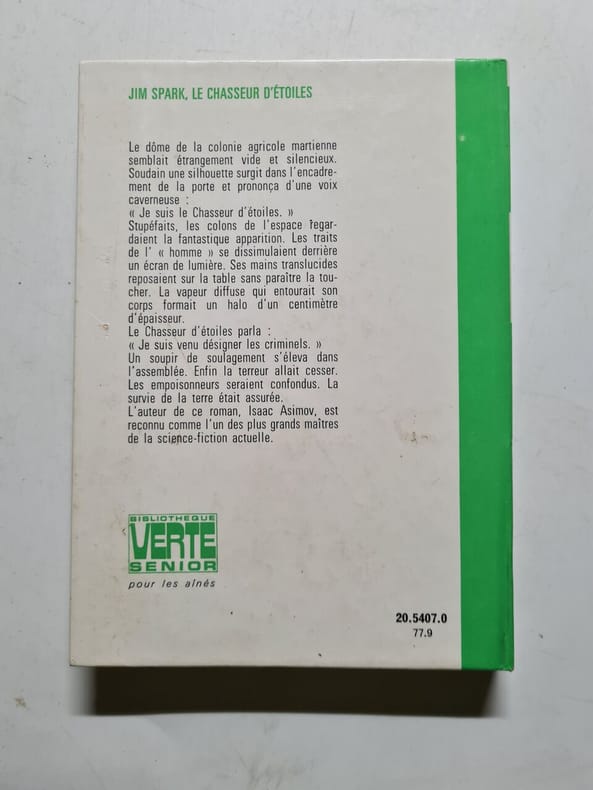 JIM SPARK, LE CHASSEUR D'ÉTOILES
Le dôme de la colonie agricole martienne
semblait étrangement vide et silencieux.
Soudain une silhouette surgit dans l'encadre-
ment de la porte et prononça d'une voix
caverneuse :
« Je suis le Chasseur d'étoiles. »
Stupéfaits, les colons de l'espace regar-
daient la fantastique apparition. Les traits
de l' « homme » se dissimulaient derrière
un écran de lumière. Ses mains translucides
reposaient sur la table sans paraître la tou-
cher. La vapeur diffuse qui entourait son
corps formait un halo d'un centimètre
d'épaisseur.
Le Chasseur d'étoiles parla :
« Je suis venu désigner les criminels. »
Un soupir de soulagement s'éleva dans
l'assemblée. Enfin la terreur allait cesser.
Les empoisonneurs seraient confondus. La
survie de la terre était assurée.
L'auteur de ce roman, Isaac Asimov, est
reconnu comme l'un des plus grands maîtres
de la science-fiction actuelle.
BIBLIOTHEQUE
VERTE
SENIOR
pour les aînés
20.5407.0
77.9